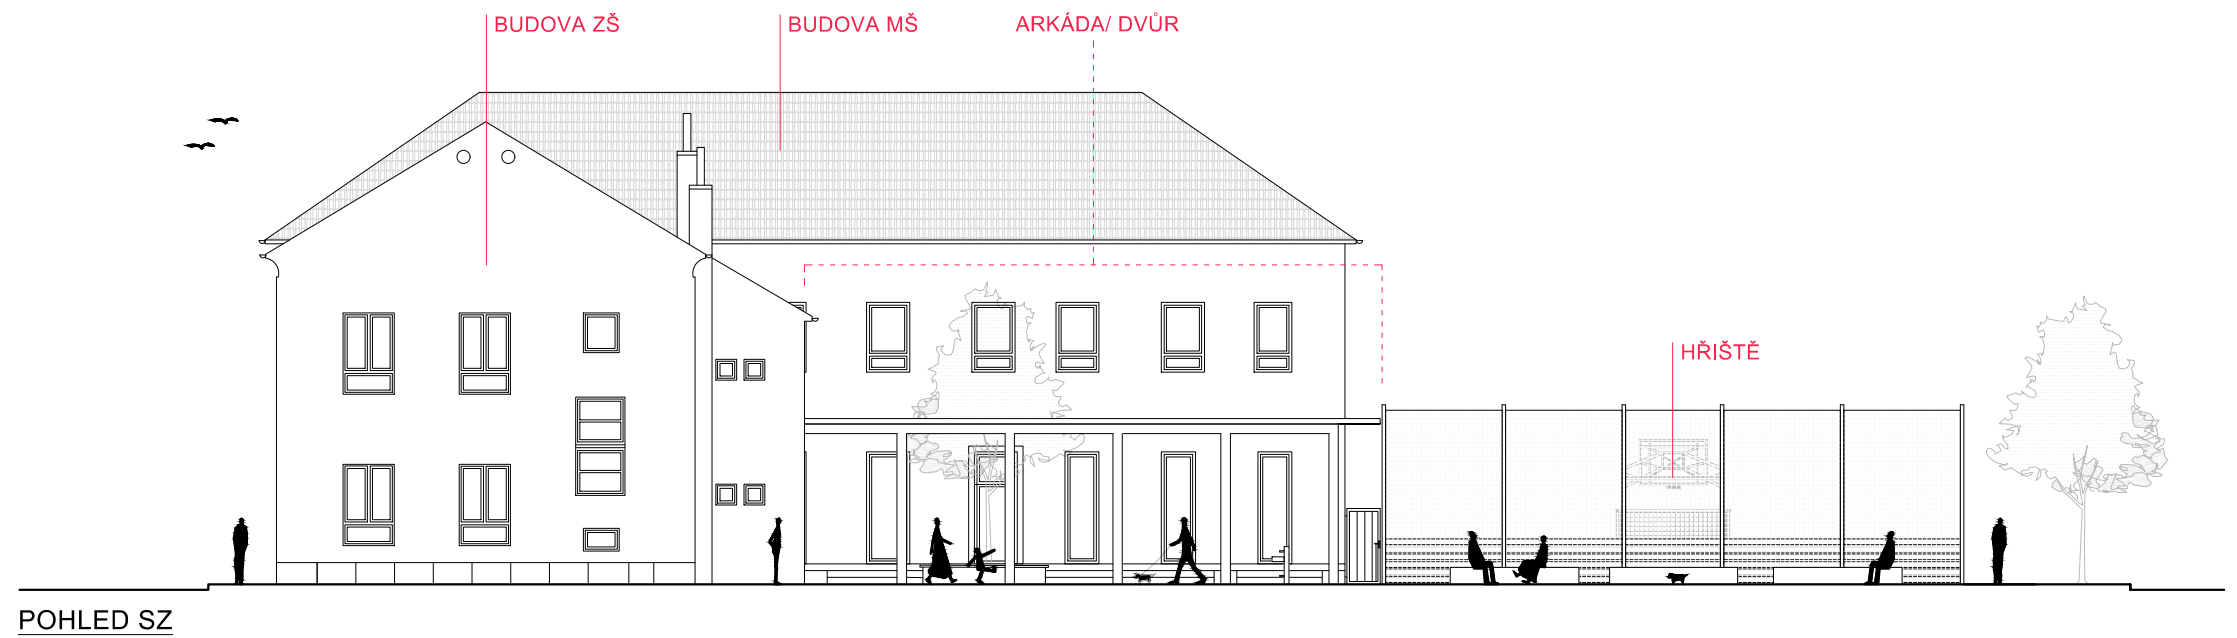 BUDOVA ZŠ
BUDOVA MŠ
ARKÁDA/ DVŮR
HŘIŠTĚ
POHLED SZ